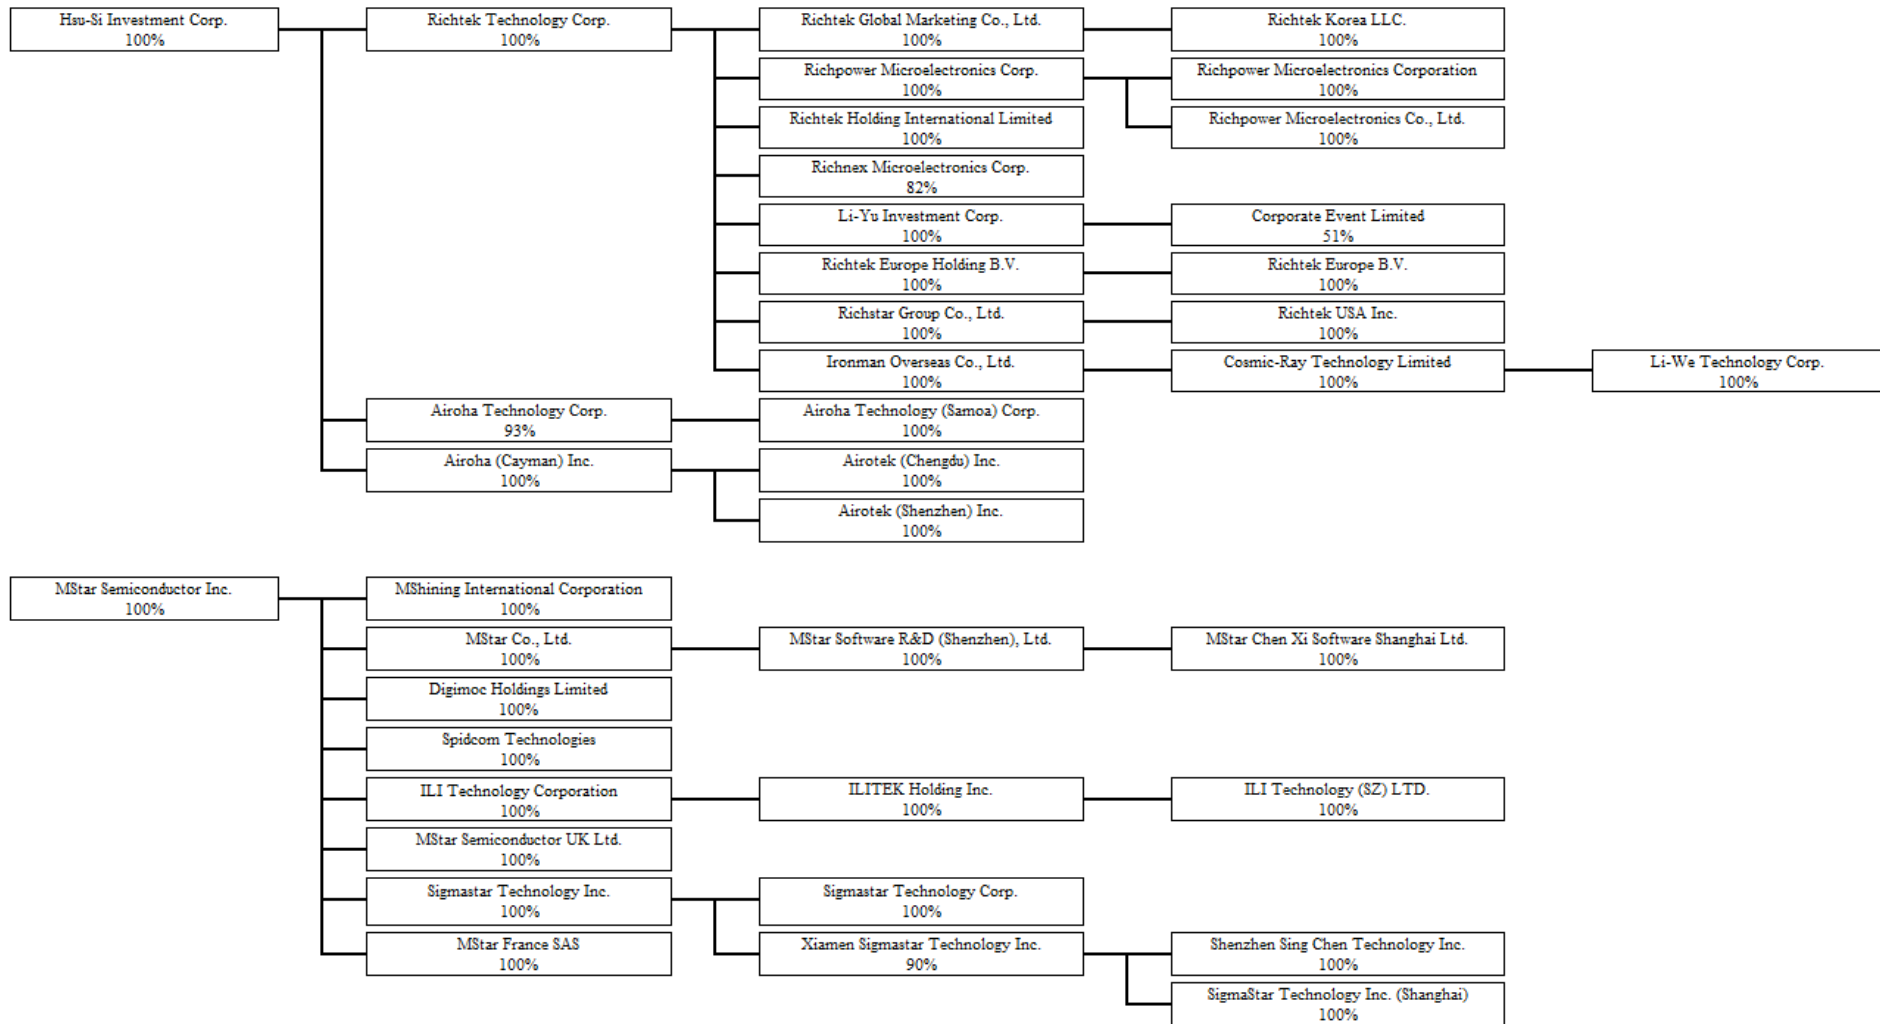 Hsu-Si Investment Corp.
100%
Richtek Technology Corp.
100%
Richtek Global Marketing Co., Ltd.
100%
Richtek Korea LLC.
100%
Richpower Microelectronics Corp.
100%
Richpower Microelectronics Corporation
100%
Richtek Holding International Limited
100%
Richpower Microelectronics Co., Ltd.
100%
Richnex Microelectronics Corp.
82%
Li-Yu Investment Corp.
100%
Corporate Event Limited
51%
Richtek Europe Holding B.V.
100%
Richtek Europe B.V.
100%
Richstar Group Co., Ltd.
100%
Richtek USA Inc.
100%
Ironman Overseas Co., Ltd.
100%
Cosmic-Ray Technology Limited
100%
Li-We Technology Corp.
100%
Airoha Technology Corp.
93%
Airoha Technology (Samoa) Corp.
100%
Airoha (Cayman) Inc.
100%
Airotek (Chengdu) Inc.
100%
Airotek (Shenzhen) Inc.
100%
MStar Semiconductor Inc.
100%
MShining International Corporation
100%
MStar Co., Ltd.
100%
MStar Software R&D (Shenzhen), Ltd.
100%
MStar Chen Xi Software Shanghai Ltd.
100%
Digimoc Holdings Limited
100%
Spidcom Technologies
100%
ILI Technology Corporation
100%
ILITEK Holding Inc.
100%
ILI Technology (SZ) LTD.
100%
MStar Semiconductor UK Ltd.
100%
Sigmastar Technology Inc.
100%
Sigmastar Technology Corp.
100%
MStar France SAS
100%
Xiamen Sigmastar Technology Inc.
90%
Shenzhen Sing Chen Technology Inc.
100%
SigmaStar Technology Inc. (Shanghai)
100%